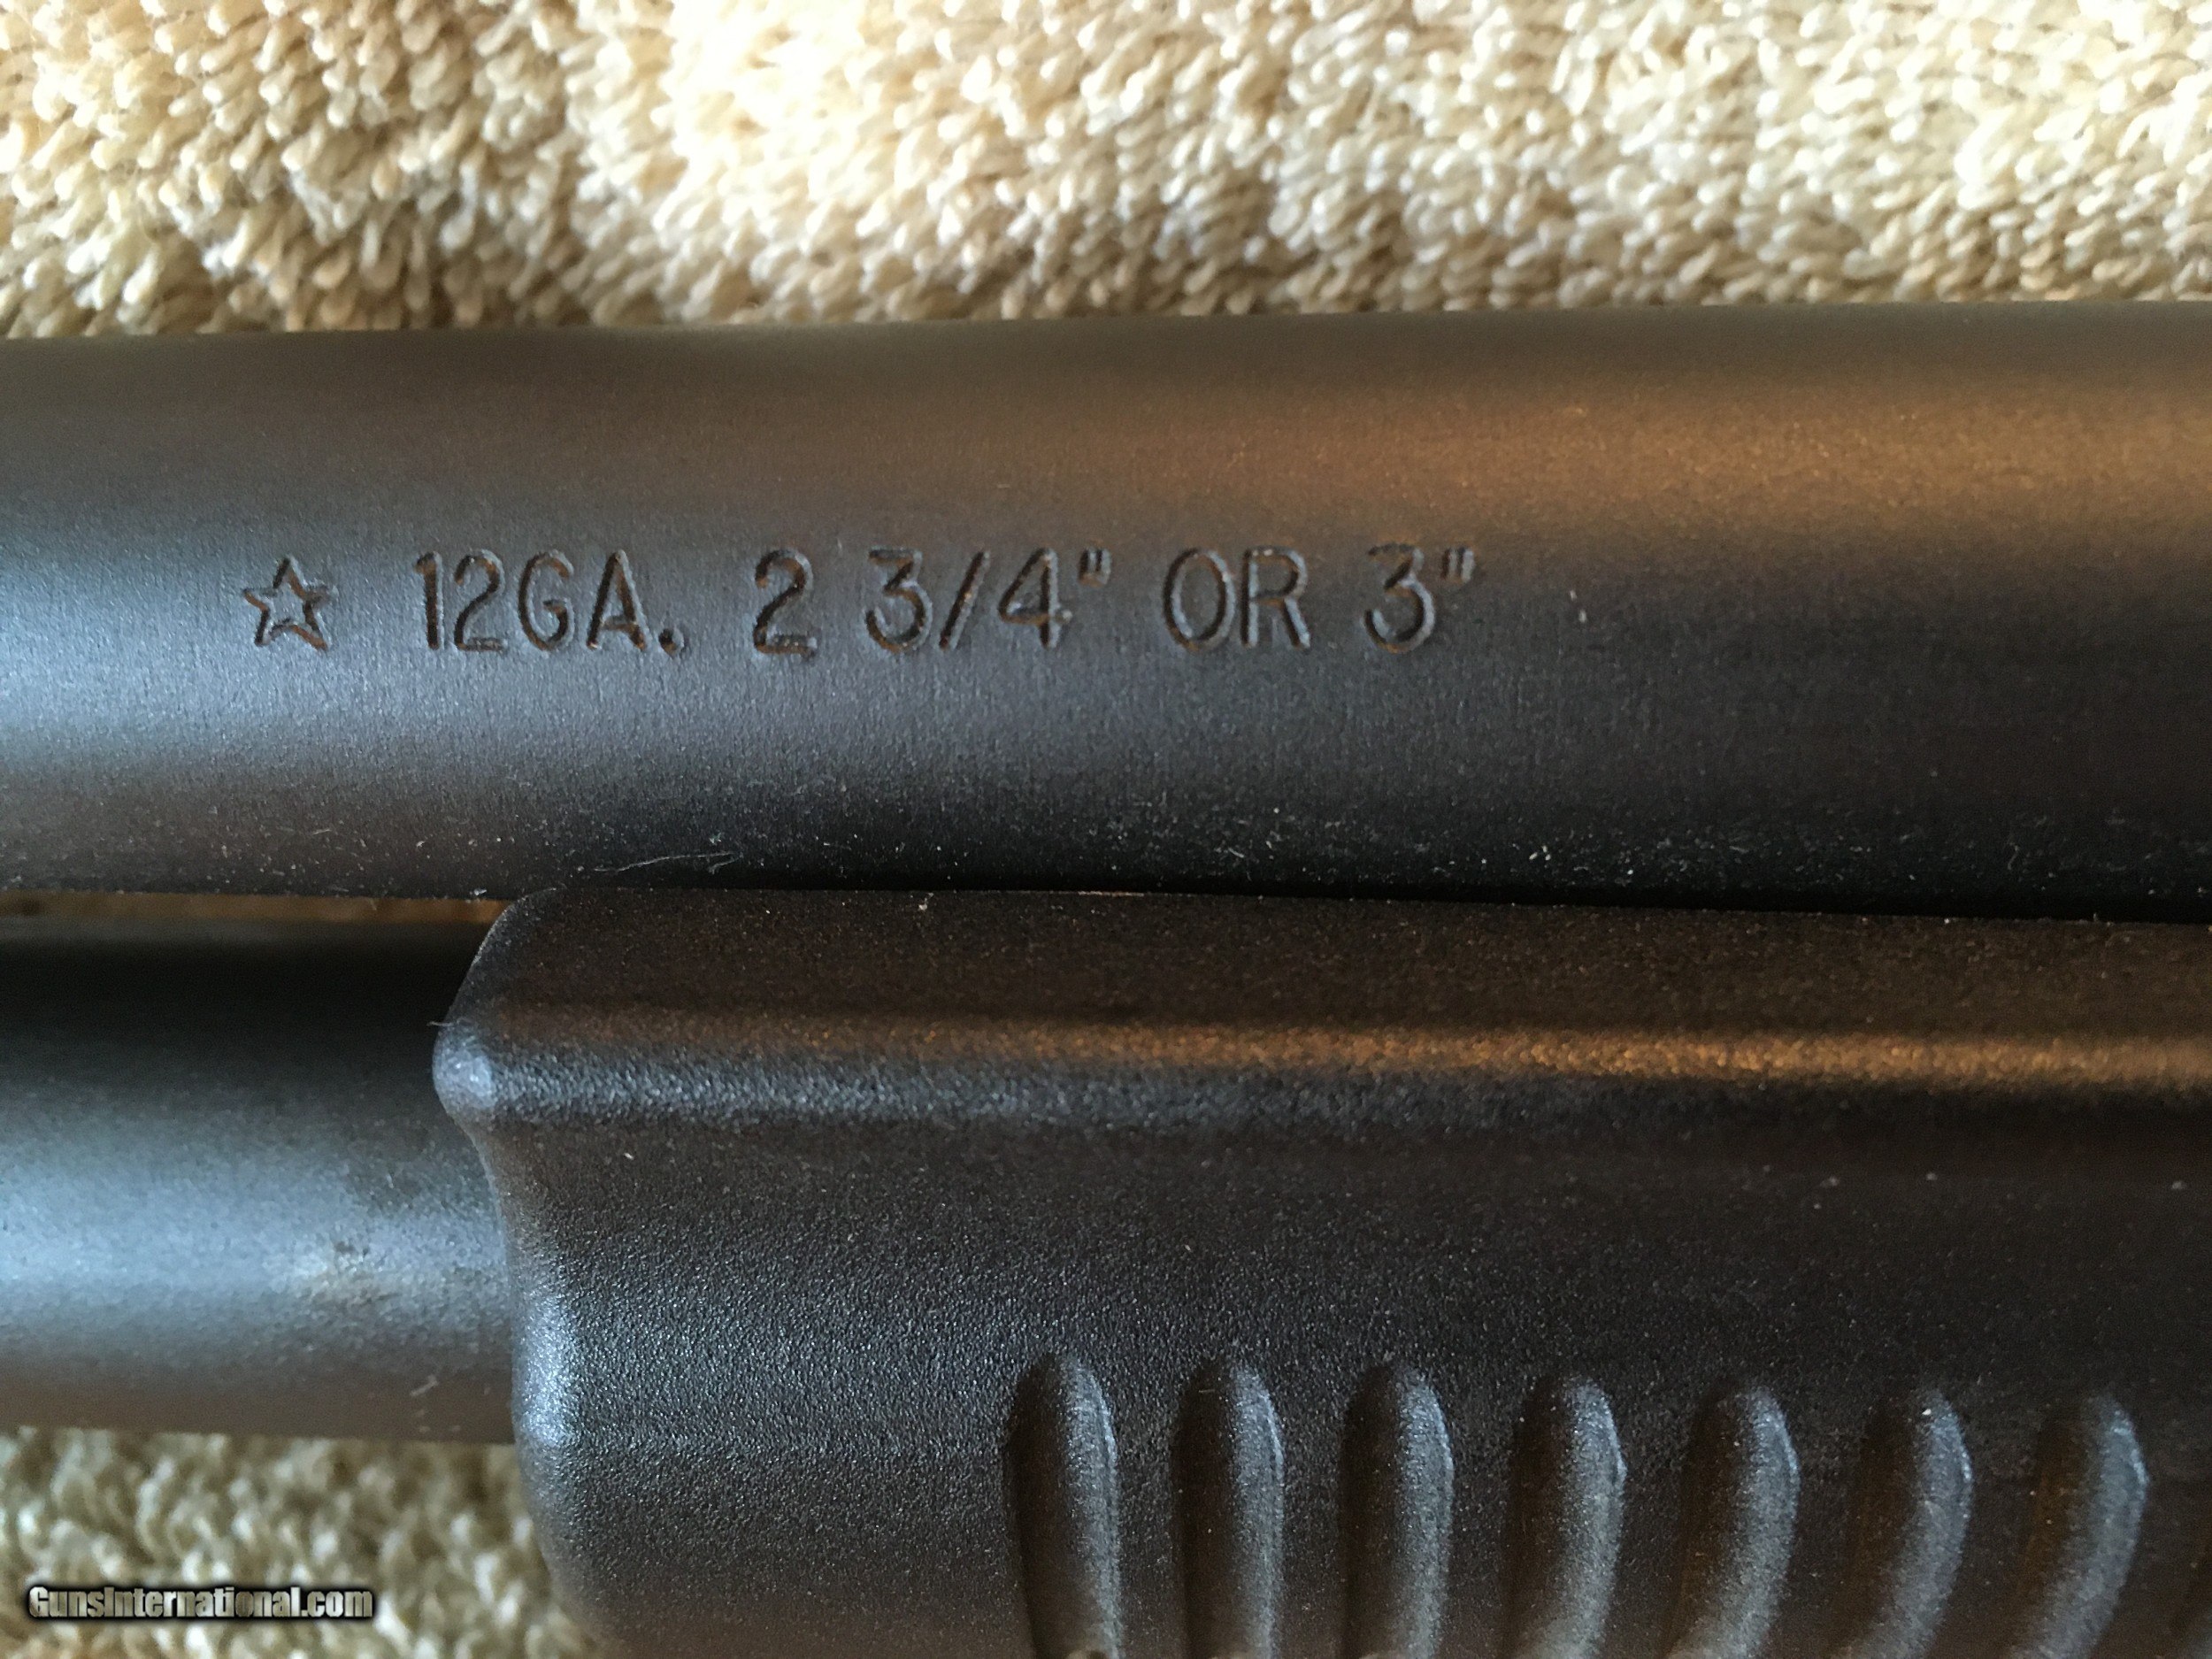 ☆ 12GA. 2 3/4" OR 3"
GunsInternational.com